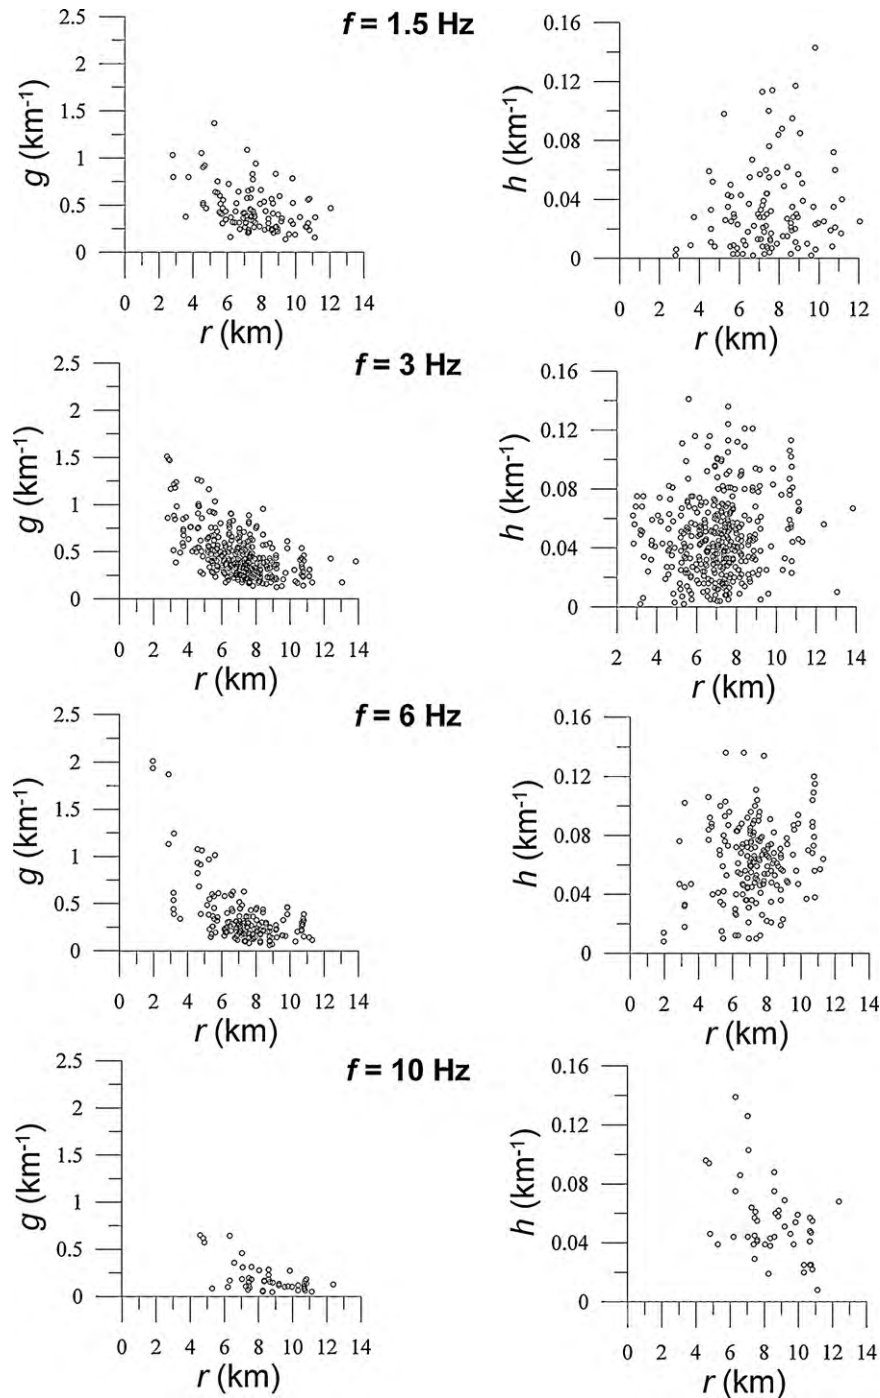 f = 1.5 Hz
2.5
2
1.5
1
0.5
0
g (km-1)
0 2 4 6 8 10 12 14
r (km)
0.16
0.12
0.08
0.04
0
h (km-1)
0 2 4 6 8 10 12
r (km)
f = 3 Hz
2.5
2
1.5
1
0.5
0
g (km-1)
0 2 4 6 8 10 12 14
r (km)
0.16
0.12
0.08
0.04
0
h (km-1)
2 4 6 8 10 12 14
r (km)
f = 6 Hz
2.5
2
1.5
1
0.5
0
g (km-1)
0 2 4 6 8 10 12 14
r (km)
0.16
0.12
0.08
0.04
0
h (km-1)
0 2 4 6 8 10 12 14
r (km)
f = 10 Hz
2.5
2
1.5
1
0.5
0
g (km-1)
0 2 4 6 8 10 12 14
r (km)
0.16
0.12
0.08
0.04
0
h (km-1)
0 2 4 6 8 10 12 14
r (km)